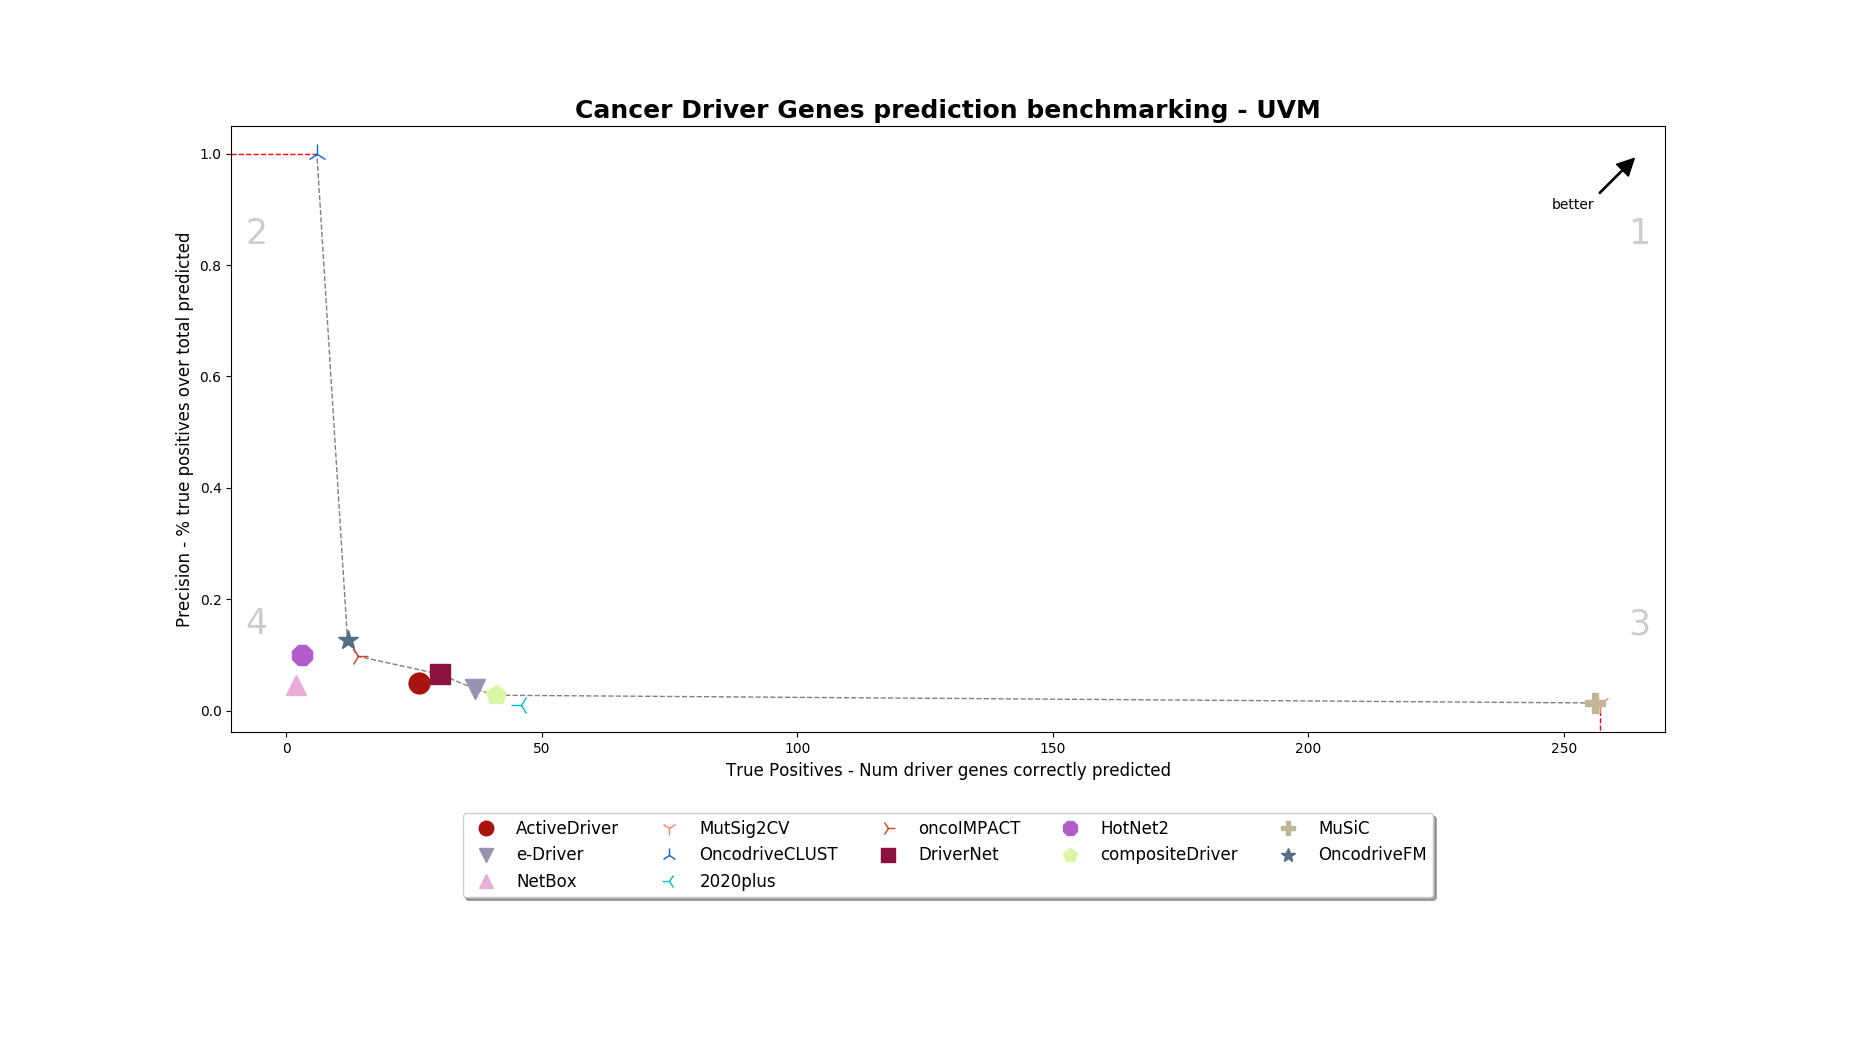 Cancer Driver Genes prediction benchmarking - UVM
Precision - % true positives over total predicted
1.0
0.8
0.6
0.4
0.2
0.0
2
better
1
4
3
0
50
100
150
200
250
True Positives - Num driver genes correctly predicted
ActiveDriver
e-Driver
NetBox
MutSig2CV
OncodriveCLUST
2020plus
oncoIMPACT
DriverNet
HotNet2
compositeDriver
MuSiC
OncodriveFM